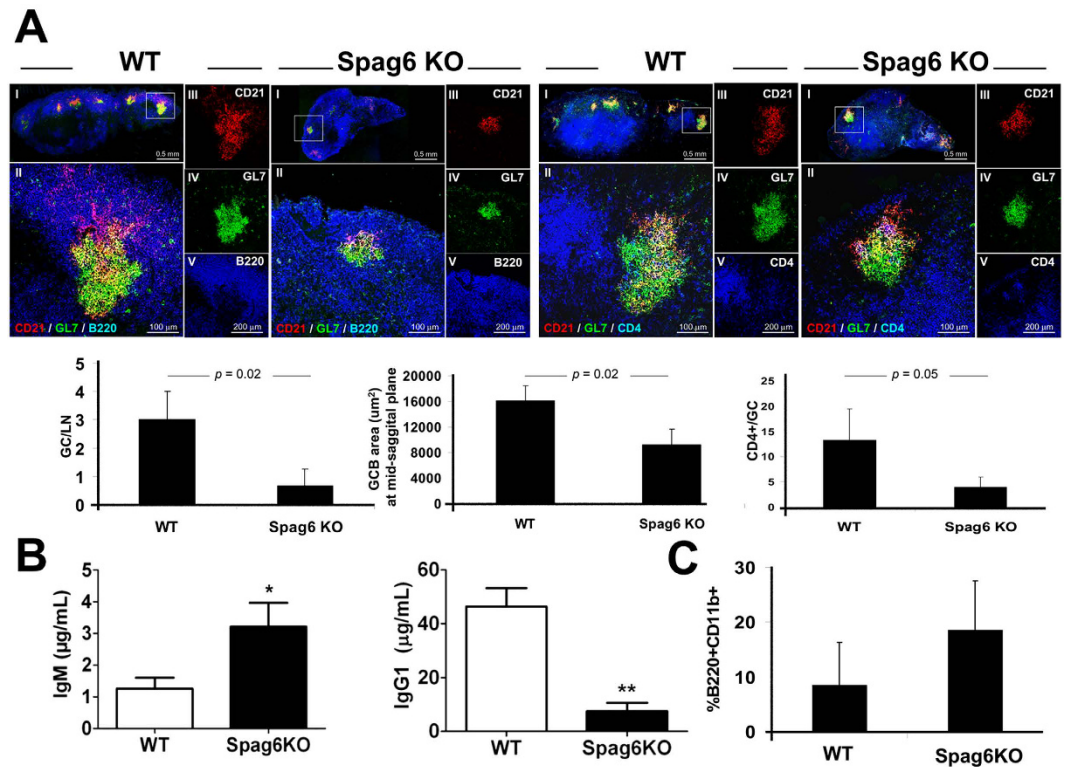 A
WT Spag6 KO WT Spag6 KO
I III CD21 I III CD21 I III CD21 I III CD21
0.5 mm 0.5 mm 0.5 mm 0.5 mm
II IV GL7 II IV GL7 II IV GL7 II IV GL7
V B220 V B220 V CD4 V CD4
CD21 / GL7 / B220 100 µm 200 µm CD21 / GL7 / B220 100 µm 200 µm CD21 / GL7 / CD4 100 µm 200 µm CD21 / GL7 / CD4 100 µm 200 µm
GC/LN
5
4
3
2
1
0
p = 0.02
WT Spag6 KO
GCB area (um²)
at mid-saggital plane
16000
12000
8000
4000
0
20000
p = 0.02
WT Spag6 KO
CD4+/GC
25
20
15
10
5
0
p = 0.05
WT Spag6 KO
B
IgM (µg/mL)
5
4
3
2
1
0
*
WT Spag6KO
IgG1 (µg/mL)
60
40
20
0
**
WT Spag6KO
C
%B220+CD11b+
30
20
10
0
WT Spag6KO